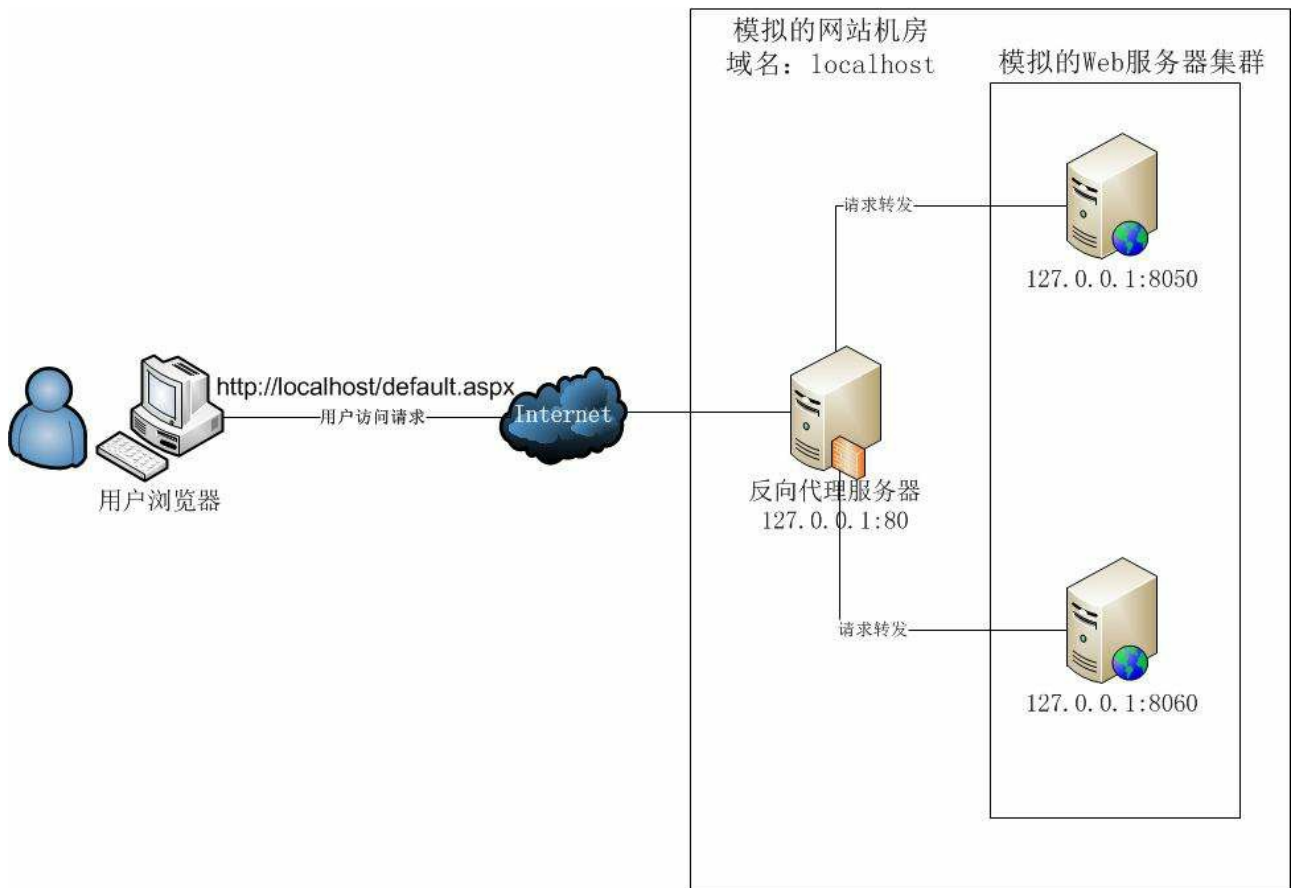 模拟的网站机房
域名：localhost
模拟的Web服务器集群
请求转发
127.0.0.1:8050
http://localhost/default.aspx
用户访问请求
Internet
用户浏览器
反向代理服务器
127.0.0.1:80
请求转发
127.0.0.1:8060